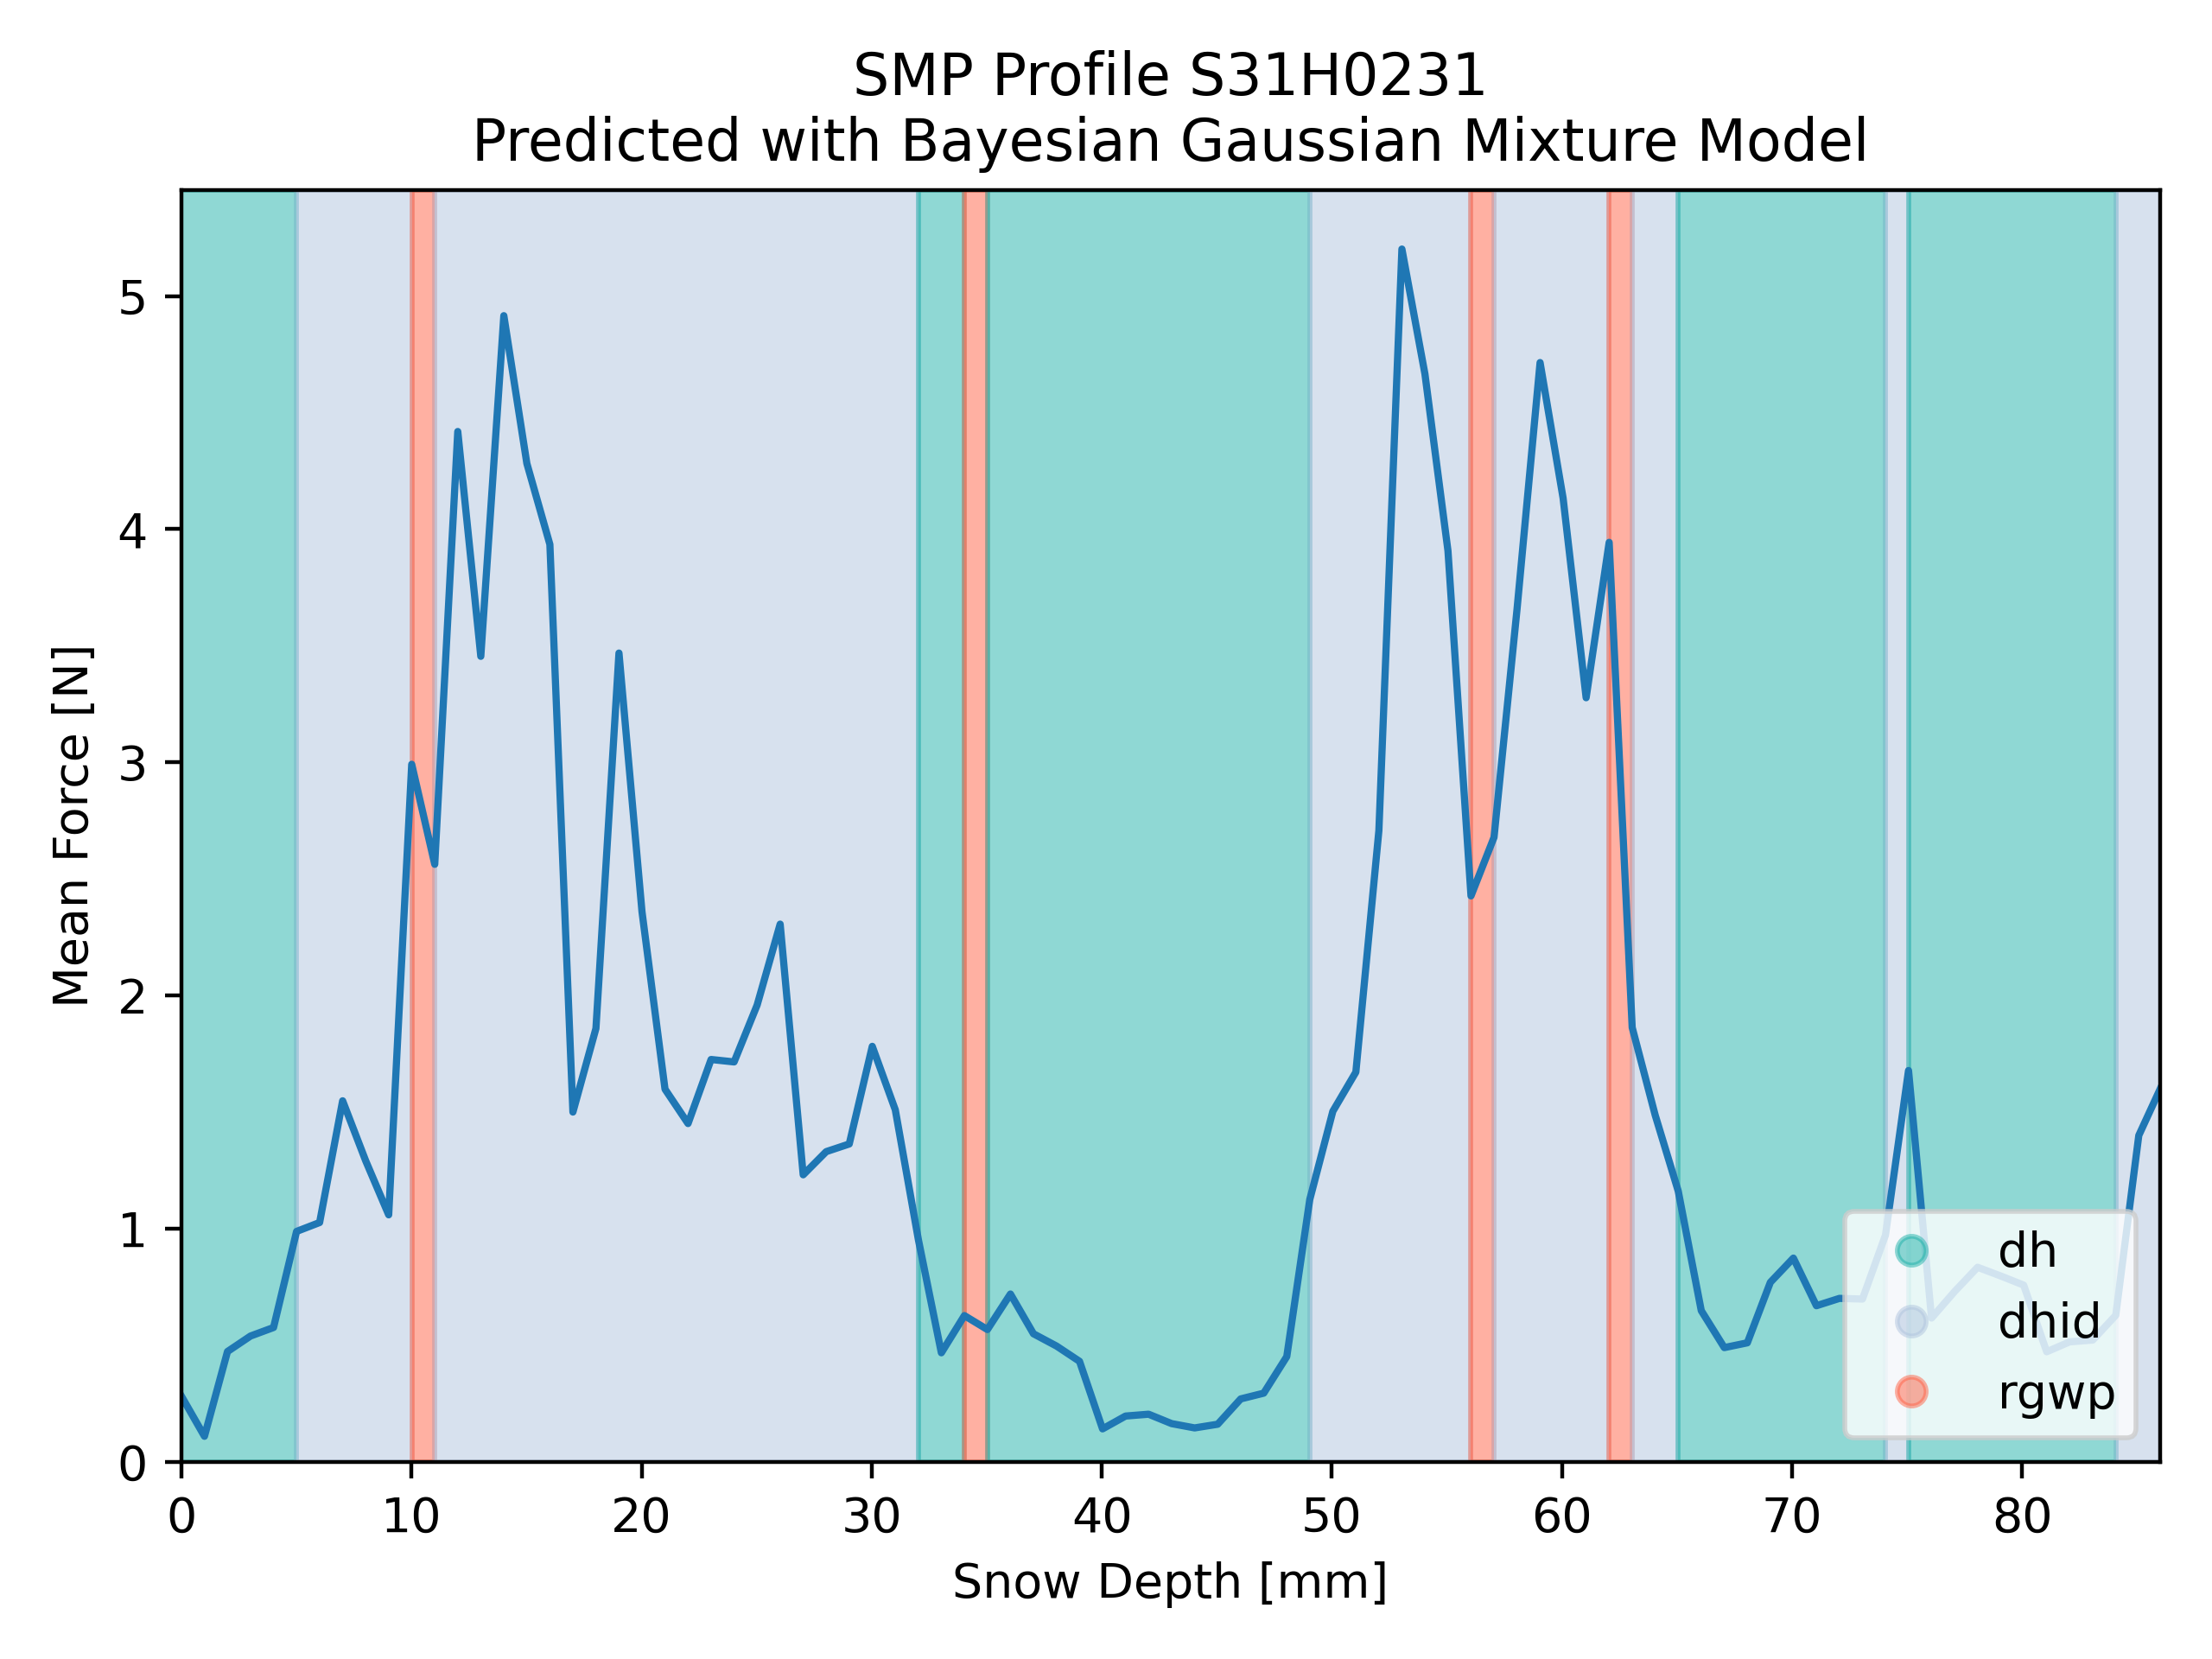 SMP Profile S31H0231
Predicted with Bayesian Gaussian Mixture Model
Mean Force [N]
5
4
3
2
1
0
0 10 20 30 40 50 60 70 80
Snow Depth [mm]
dh
dhid
rgwp